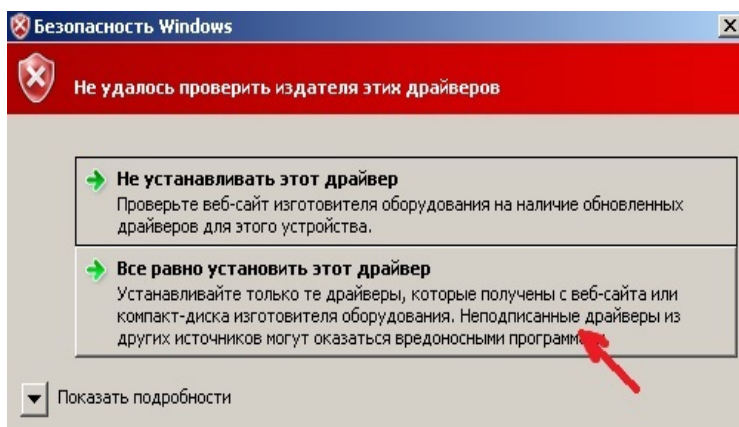 Безопасность Windows
Не удалось проверить издателя этих драйверов
Не устанавливать этот драйвер
Проверьте веб-сайт изготовителя оборудования на наличие обновленных
драйверов для этого устройства.
Все равно установить этот драйвер
Устанавливайте только те драйверы, которые получены с веб-сайта или
компакт-диска изготовителя оборудования. Неподписанные драйверы из
других источников могут оказаться вредоносными
Показать подробности